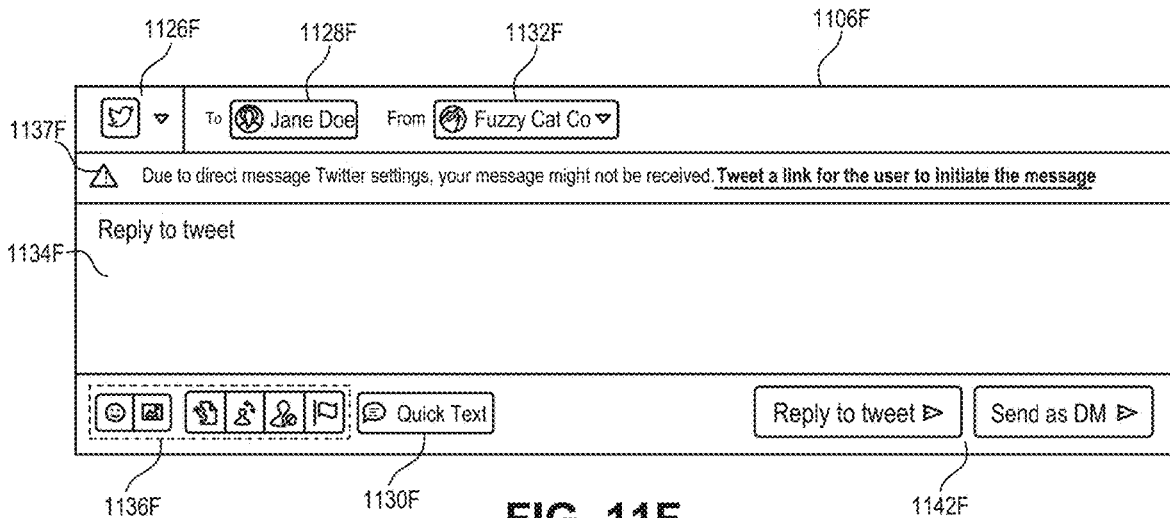 1126F 1128F 1132F 1106F
To Jane Doe From Fuzzy Cat Co
1137F
Due to direct message Twitter settings, your message might not be received. Tweet a link for the user to initiate the message
Reply to tweet
1134F
Quick Text Reply to tweet Send as DM
1136F 1130F 1142F